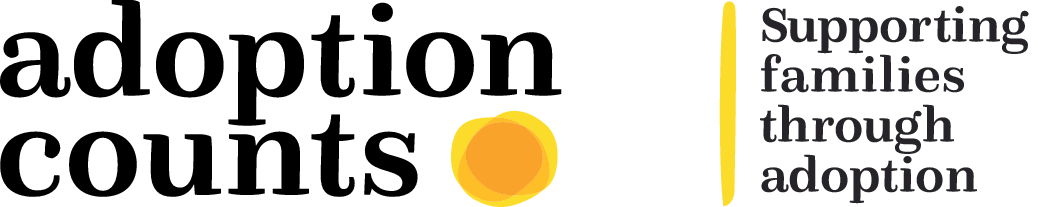 adoption
counts
Supporting
families
through
adoption